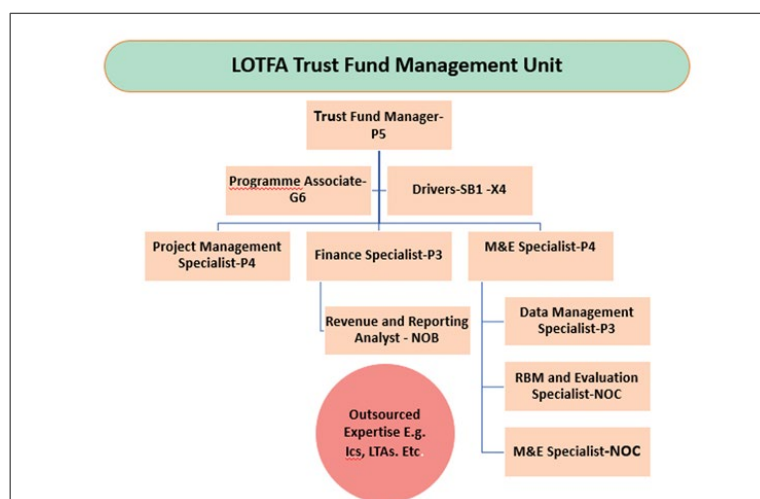 LOTFA Trust Fund Management Unit
Trust Fund Manager-
P5
Programme Associate-
G6
Drivers-SB1 -X4
Project Management
Specialist-P4
Finance Specialist-P3
M&E Specialist-P4
Revenue and Reporting
Analyst - NOB
Data Management
Specialist-P3
RBM and Evaluation
Specialist-NOC
M&E Specialist-NOC
Outsourced
Expertise E.g.
Ics, LTAs. Etc.